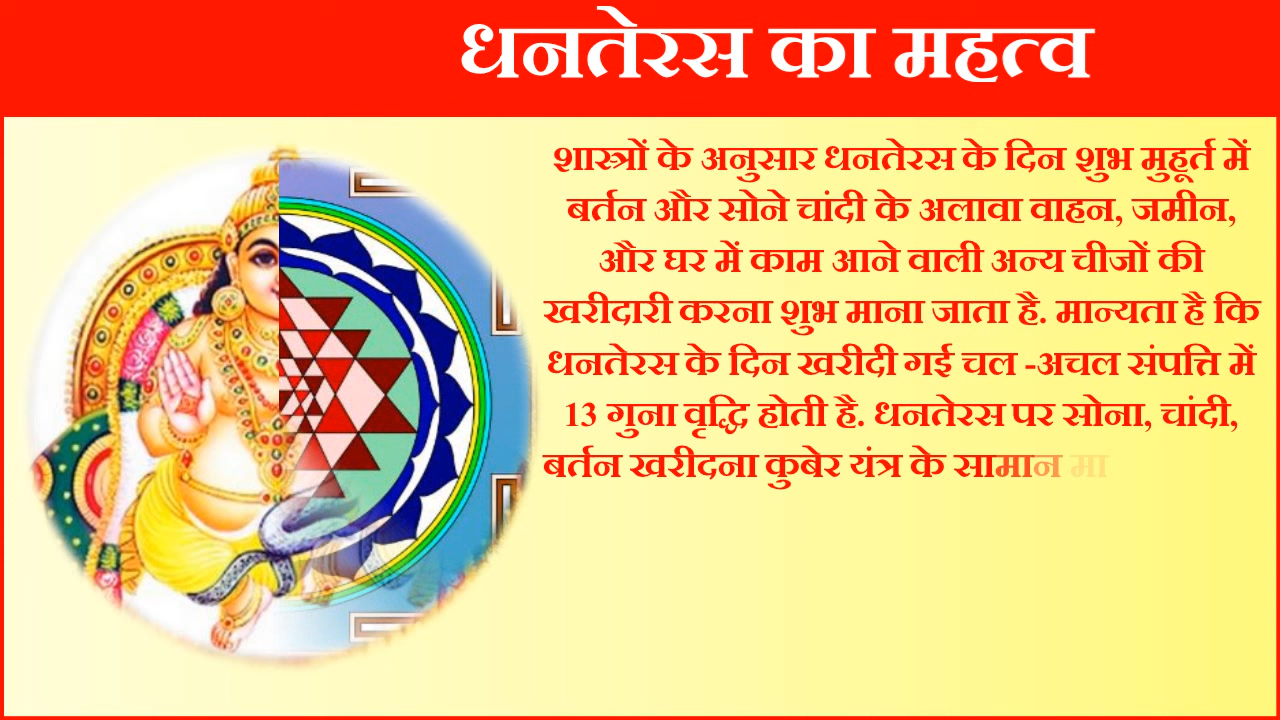 धनतेरस का महत्व
शास्त्रों के अनुसार धनतेरस के दिन शुभ मुहूर्त में
बर्तन और सोने चांदी के अलावा वाहन, जमीन,
और घर में काम आने वाली अन्य चीजों की
खरीदारी करना शुभ माना जाता है. मान्यता है कि
धनतेरस के दिन खरीदी गई चल -अचल संपत्ति में
13 गुना वृद्धि होती है. धनतेरस पर सोना, चांदी,
बर्तन खरीदना कुबेर यंत्र के सामान मा